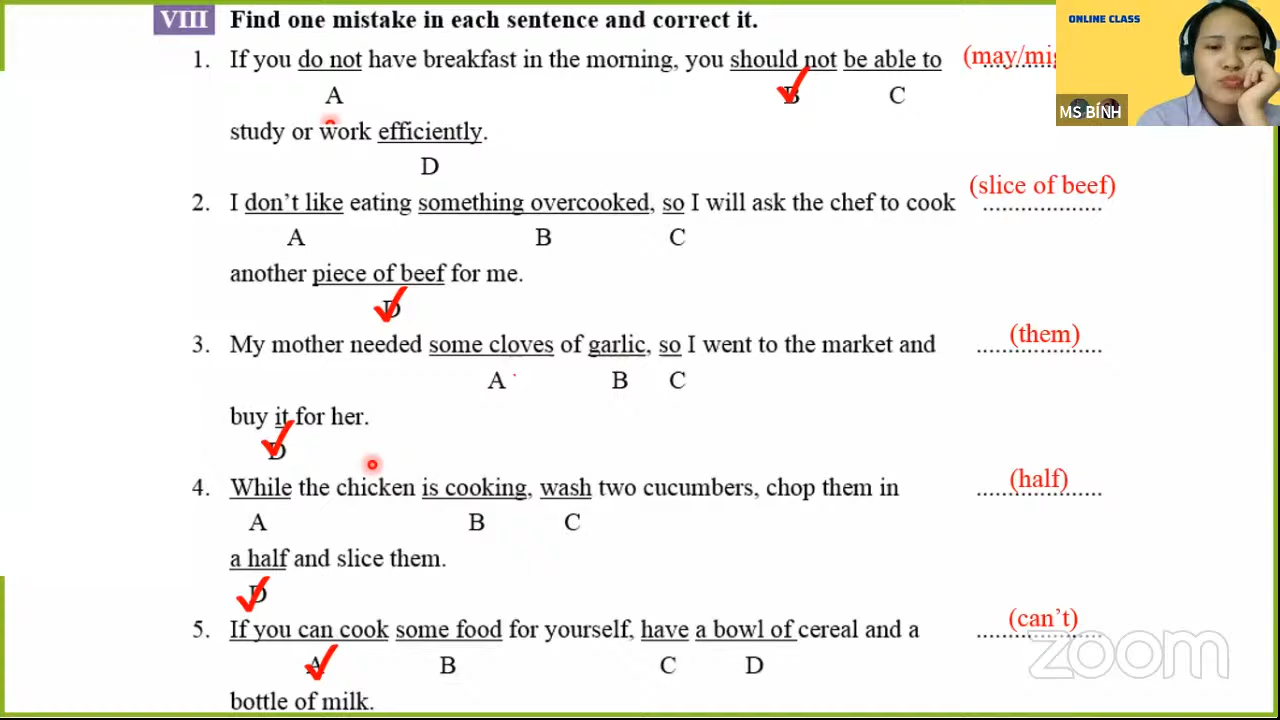 VIII Find one mistake in each sentence and correct it.
ONLINE CLASS
1. If you do not have breakfast in the morning, you should not be able to (may/mig
A B C
MS BÍNH
study or work efficiently.
D
2. I don't like eating something overcooked, so I will ask the chef to cook (slice of beef)
A B C
another piece of beef for me.
D
3. My mother needed some cloves of garlic, so I went to the market and (them)
A B C
buy it for her.
D
4. While the chicken is cooking, wash two cucumbers, chop them in (half)
A B C
a half and slice them.
D
5. If you can cook some food for yourself, have a bowl of cereal and a (can't)
A B C D
zoom
bottle of milk.